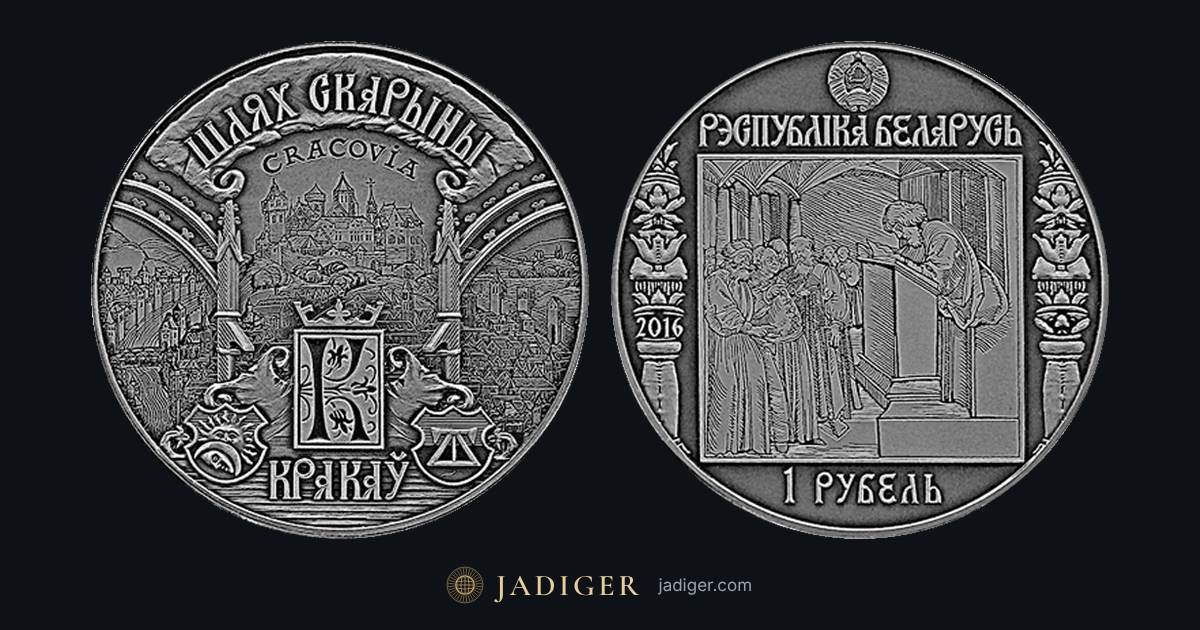 ШЛЯХ СКАРЫНЫ
CRACOVIA
К
КРАКАЎ
РЭСПУБЛІКА БЕЛАРУСЬ
2016
1 РУБЕЛЬ
JADIGER jadiger.com